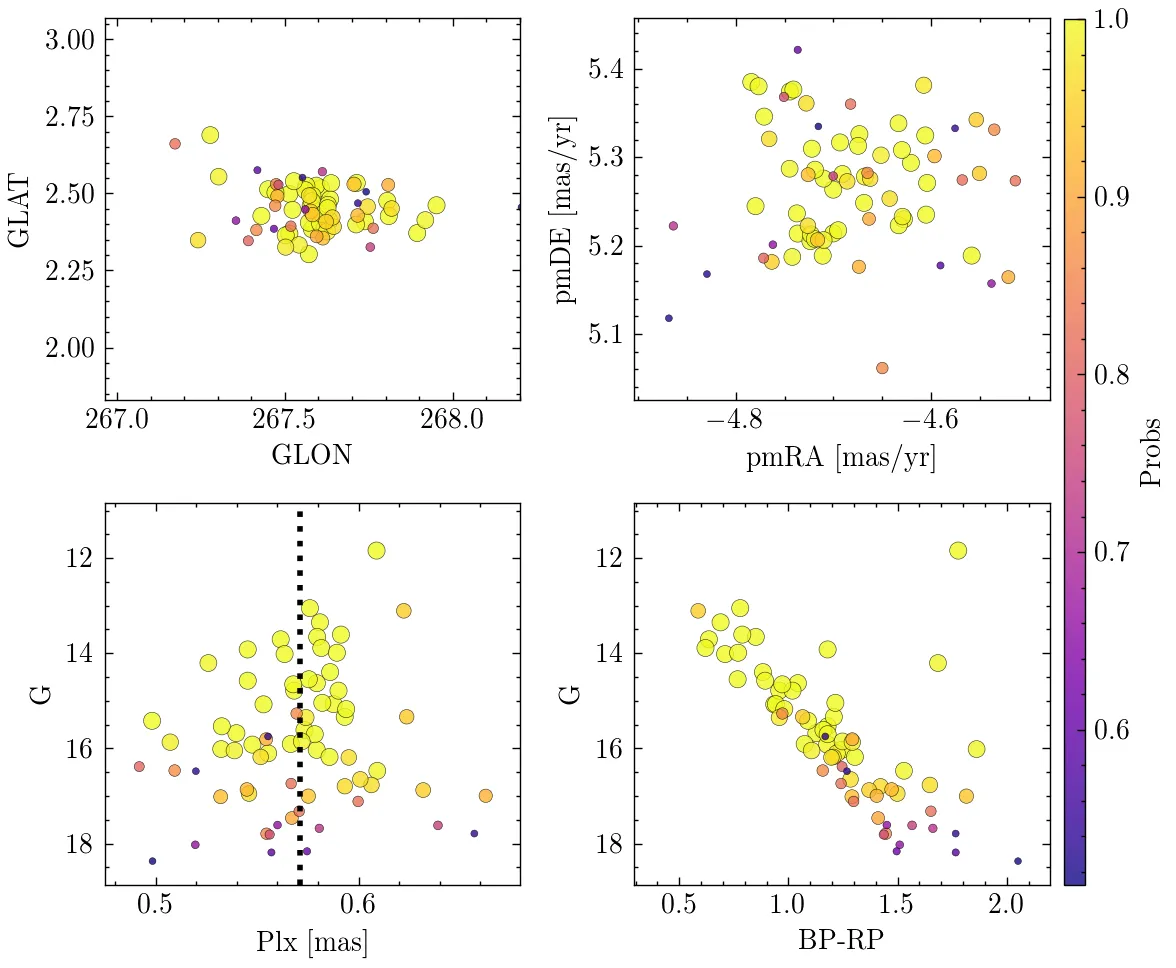 3.00
2.75
2.50
2.25
2.00
GLAT
267.0 267.5 268.0
GLON
5.4
5.3
5.2
5.1
pmDE [mas/yr]
−4.8 −4.6
pmRA [mas/yr]
12
14
16
18
G
0.5 0.6
Plx [mas]
12
14
16
18
G
0.5 1.0 1.5 2.0
BP-RP
1.0
0.9
0.8
0.7
0.6
Probs